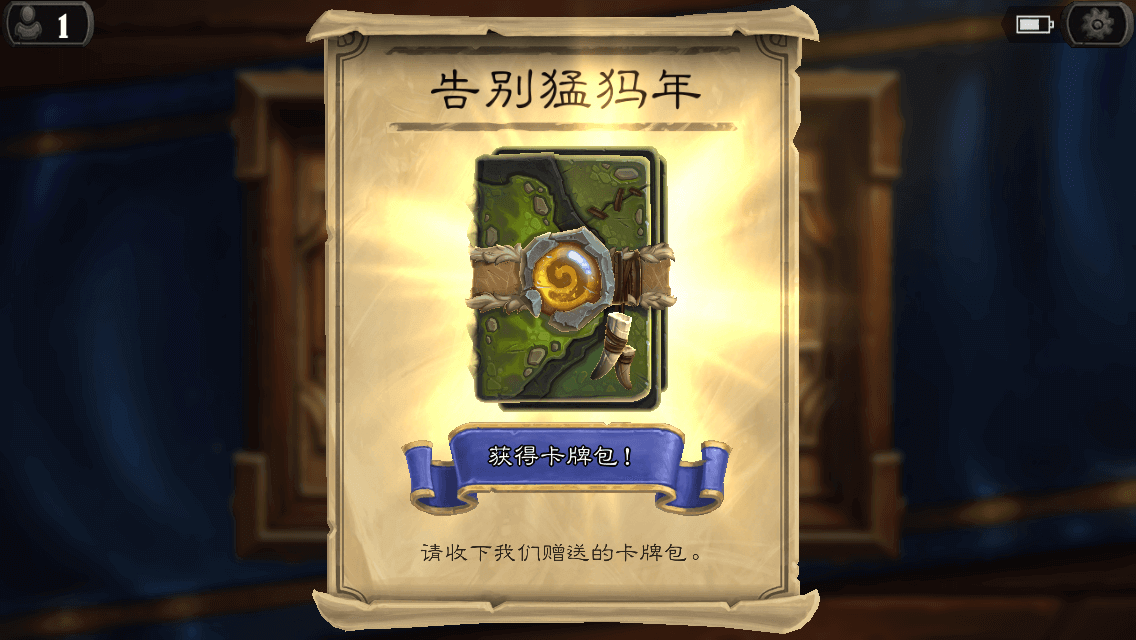 1
告别猛犸年
获得卡牌包！
请收下我们赠送的卡牌包。